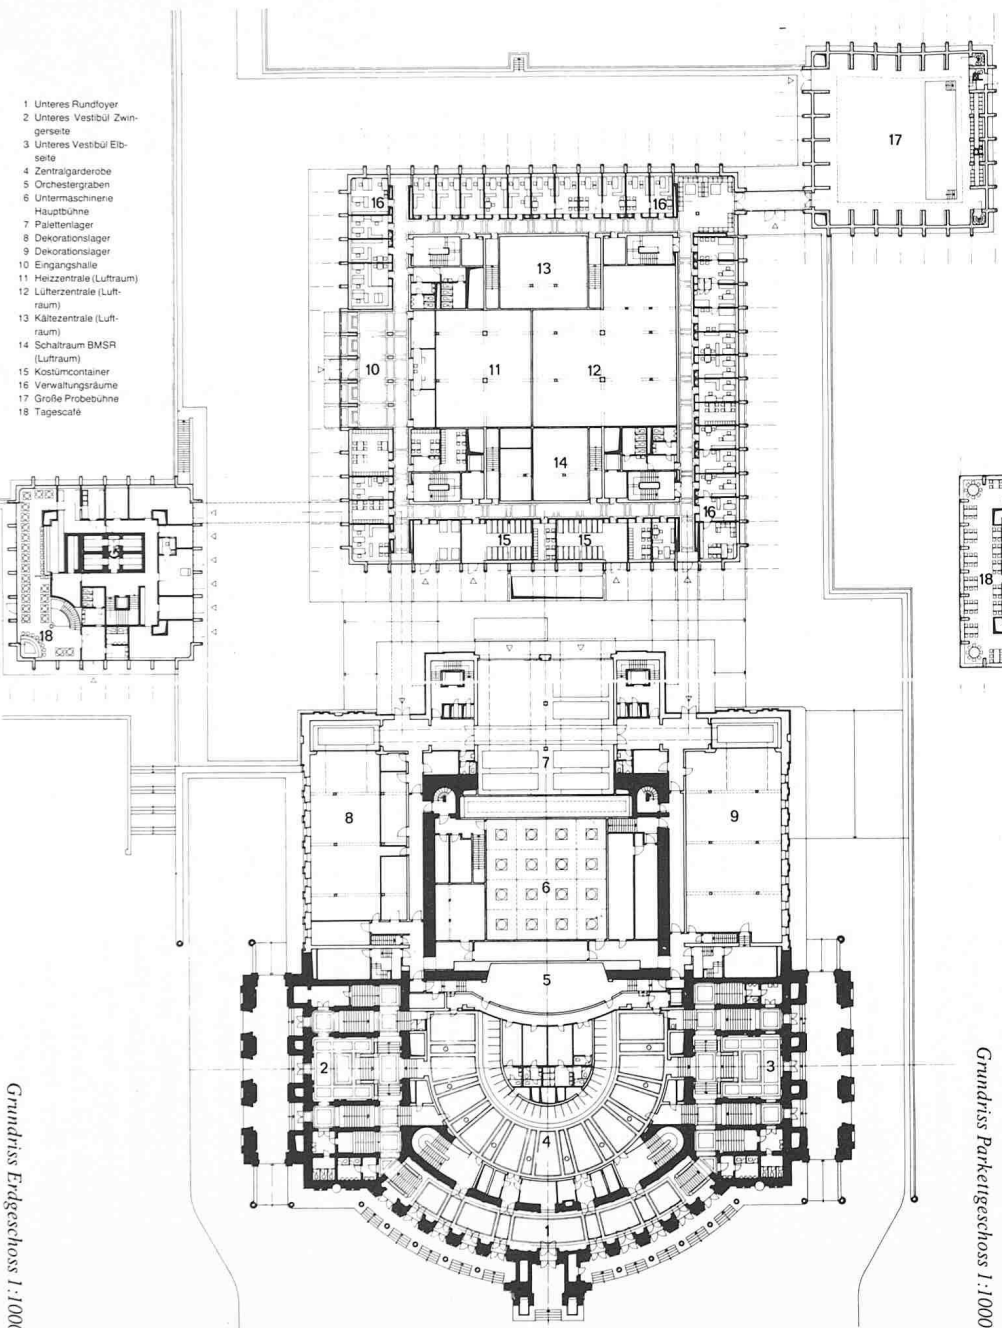 1 Unteres Rundfoyer
2 Unteres Vestibül Zwin-
gerseite
3 Unteres Vestibül Elb-
seite
4 Zentralgarderobe
5 Orchestergraben
6 Untermaschinerie
Hauptbühne
7 Palettenlager
8 Dekorationslager
9 Dekorationslager
10 Eingangshalle
11 Heizzentrale (Luftraum)
12 Lüfterzentrale (Luft-
raum)
13 Kältezentrale (Luft-
raum)
14 Schaltraum BMSR
(Luftraum)
15 Kostümcontainer
16 Verwaltungsräume
17 Große Probebühne
18 Tagescafé
17
16
16
13
10
11
12
14
16
15
15
18
18
7
8
9
6
5
2
3
4
1
Grundriss Erdgeschoss 1:1000
Grundriss Parkettgeschoss 1:1000